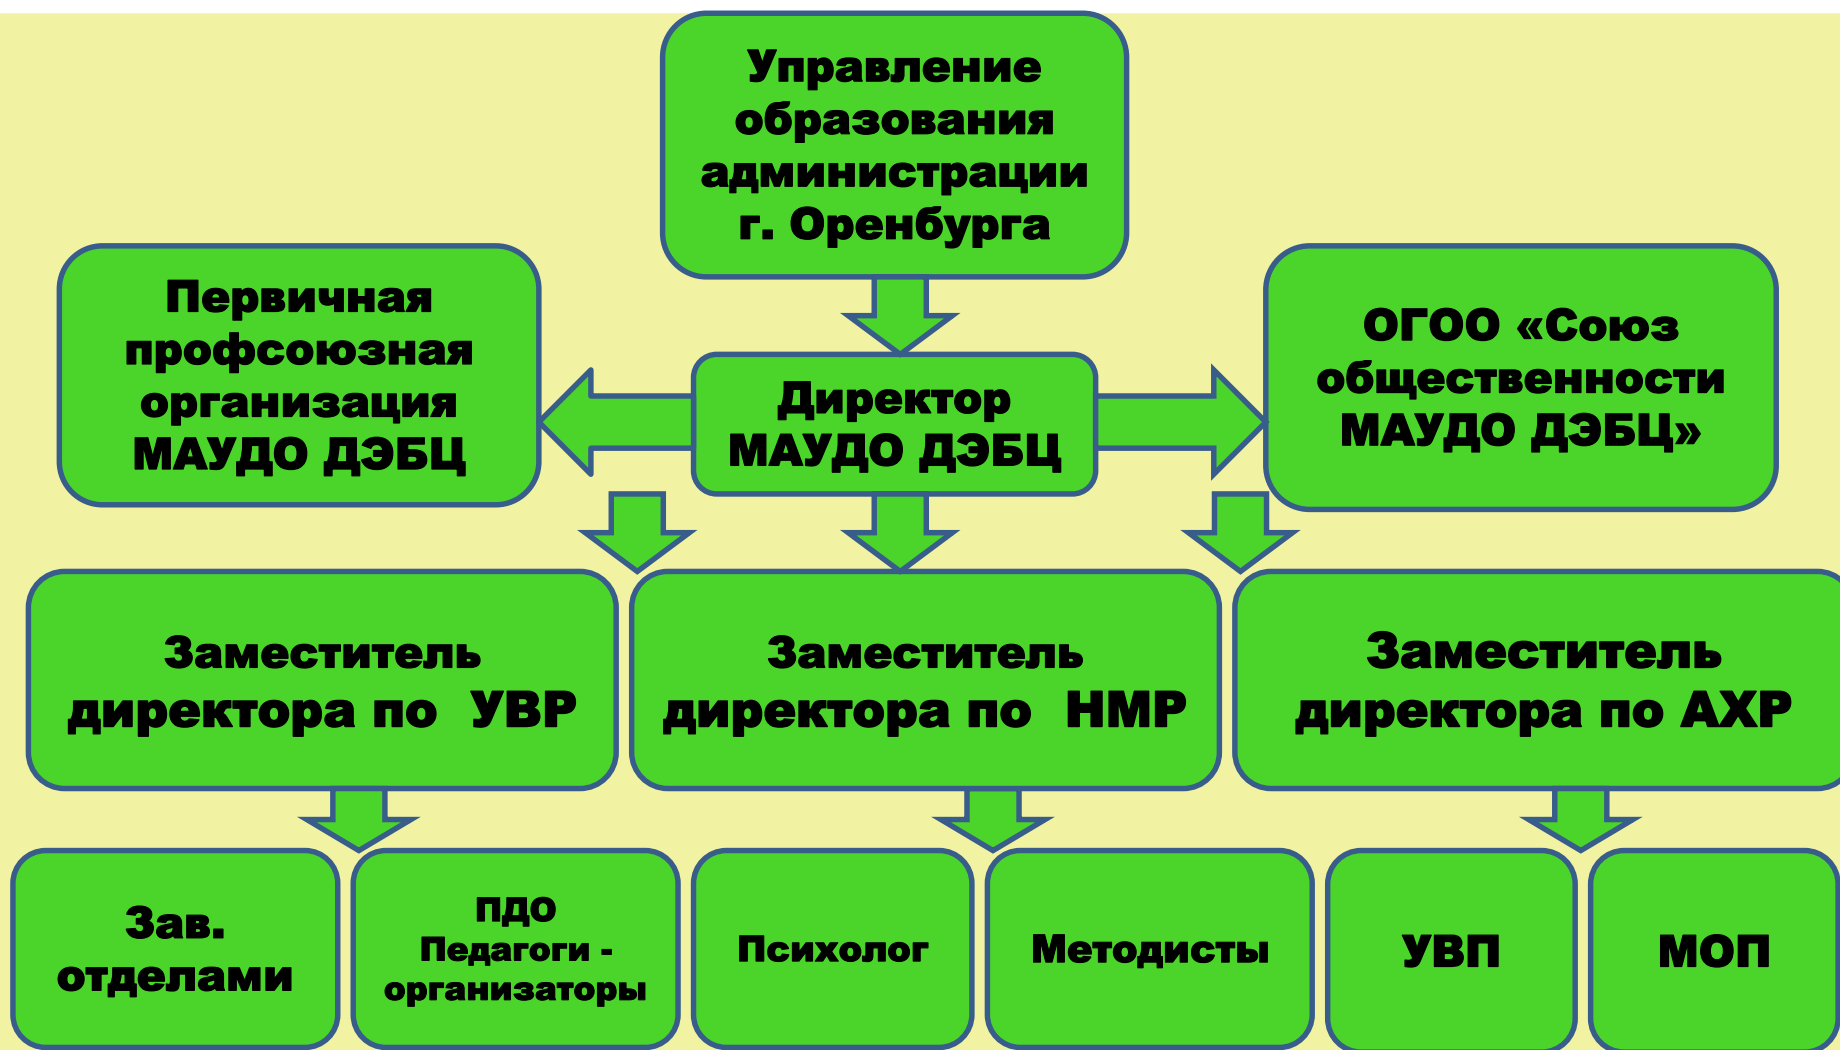 Управление
образования
администрации
г. Оренбурга
Первичная
профсоюзная
организация
МАУДО ДЭБЦ
Директор
МАУДО ДЭБЦ
ОГОО «Союз
общественности
МАУДО ДЭБЦ»
Заместитель
директора по УВР
Заместитель
директора по НМР
Заместитель
директора по АХР
Зав.
отделами
ПДО
Педагоги -
организаторы
Психолог
Методисты
УВП
МОП